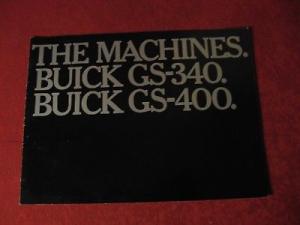 THE MACHINES.
BUICK GS-340.
BUICK GS-400.